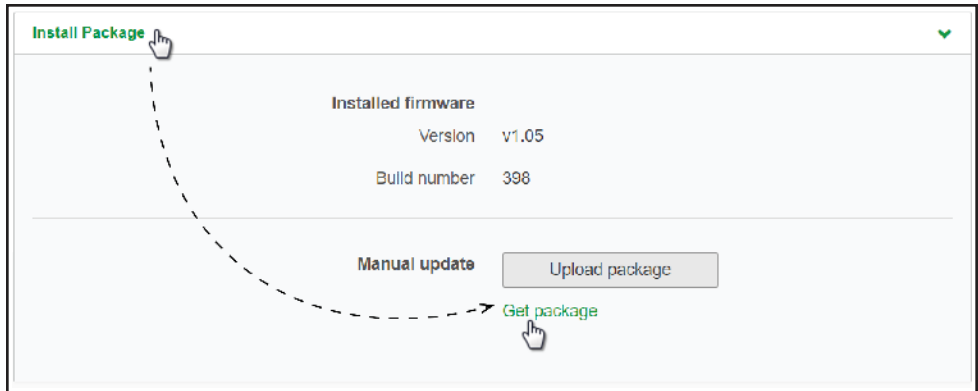 Install Package
Installed firmware
Version v1.05
Build number 398
Manual update Upload package
Get package